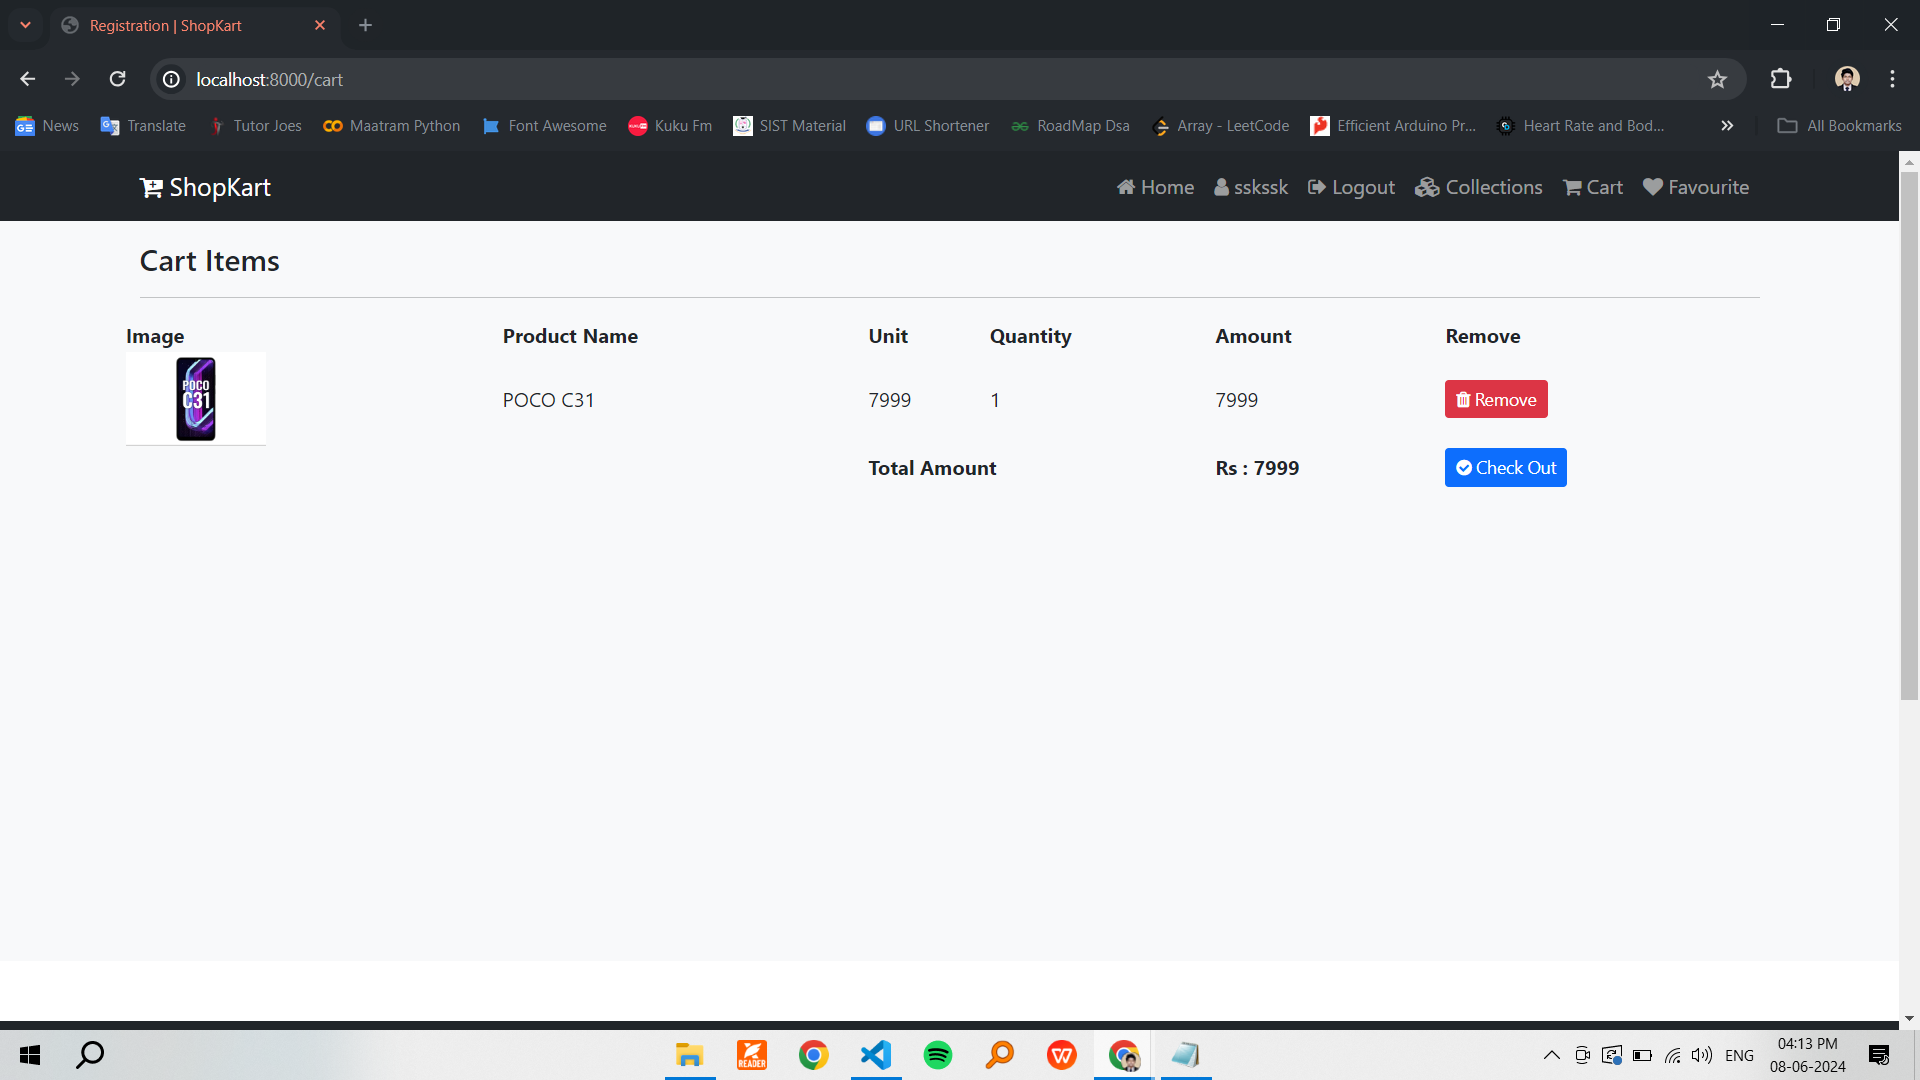 Registration | ShopKart
localhost:8000/cart
News Translate Tutor Joes Maatram Python Font Awesome Kuku Fm SIST Material URL Shortener RoadMap Dsa Array - LeetCode Efficient Arduino Pr... Heart Rate and Bod... » All Bookmarks
ShopKart Home sskssk Logout Collections Cart Favourite
Cart Items
Image Product Name Unit Quantity Amount Remove
POCO C31
POCO C31 7999 1 7999 Remove
Total Amount Rs : 7999 Check Out
READER
ENG
04:13 PM
08-06-2024